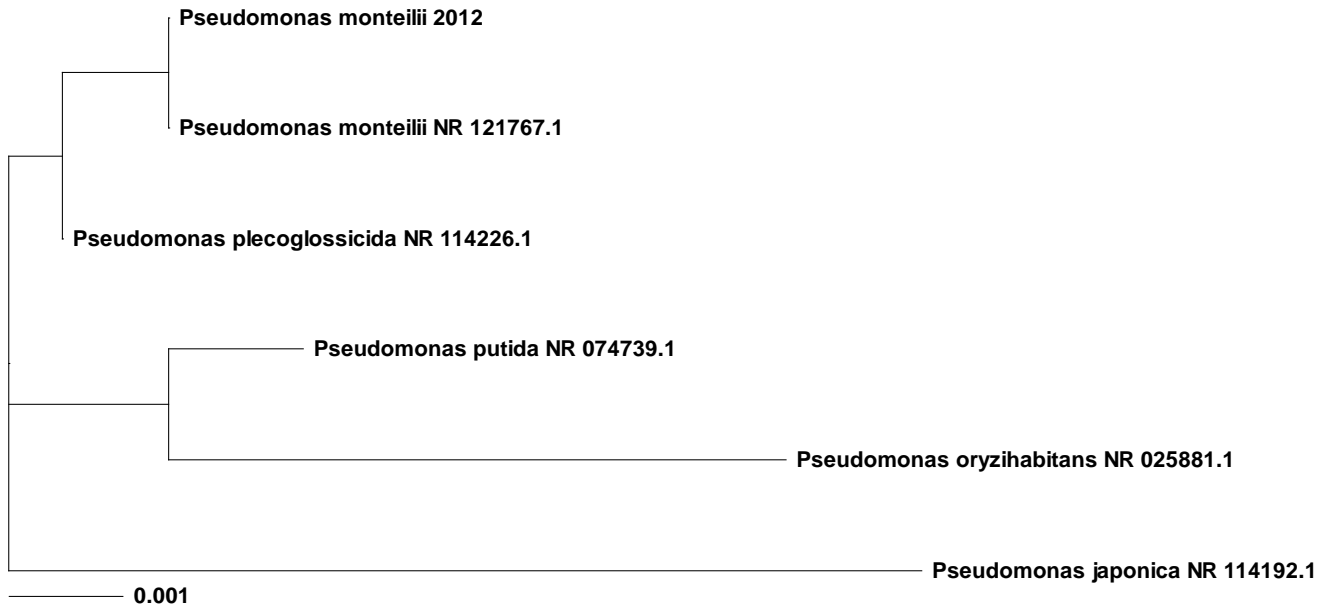 Pseudomonas monteilii 2012
Pseudomonas monteilii NR 121767.1
Pseudomonas plecoglossicida NR 114226.1
Pseudomonas putida NR 074739.1
Pseudomonas oryzihabitans NR 025881.1
Pseudomonas japonica NR 114192.1
0.001